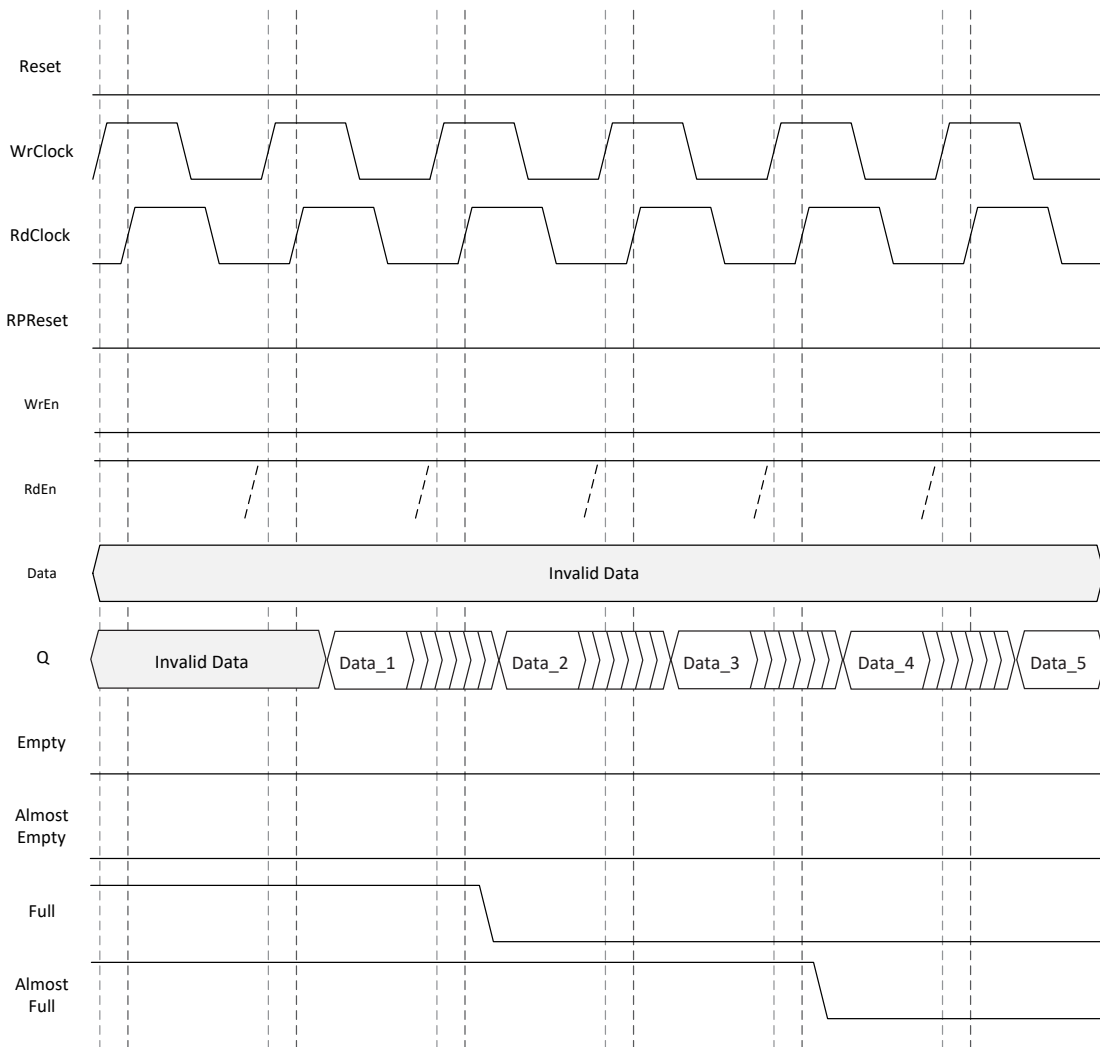 Reset
WrClock
RdClock
RPReset
WrEn
RdEn
Data
Invalid Data
Q
Invalid Data
Data_1
Data_2
Data_3
Data_4
Data_5
Empty
Almost
Empty
Full
Almost
Full